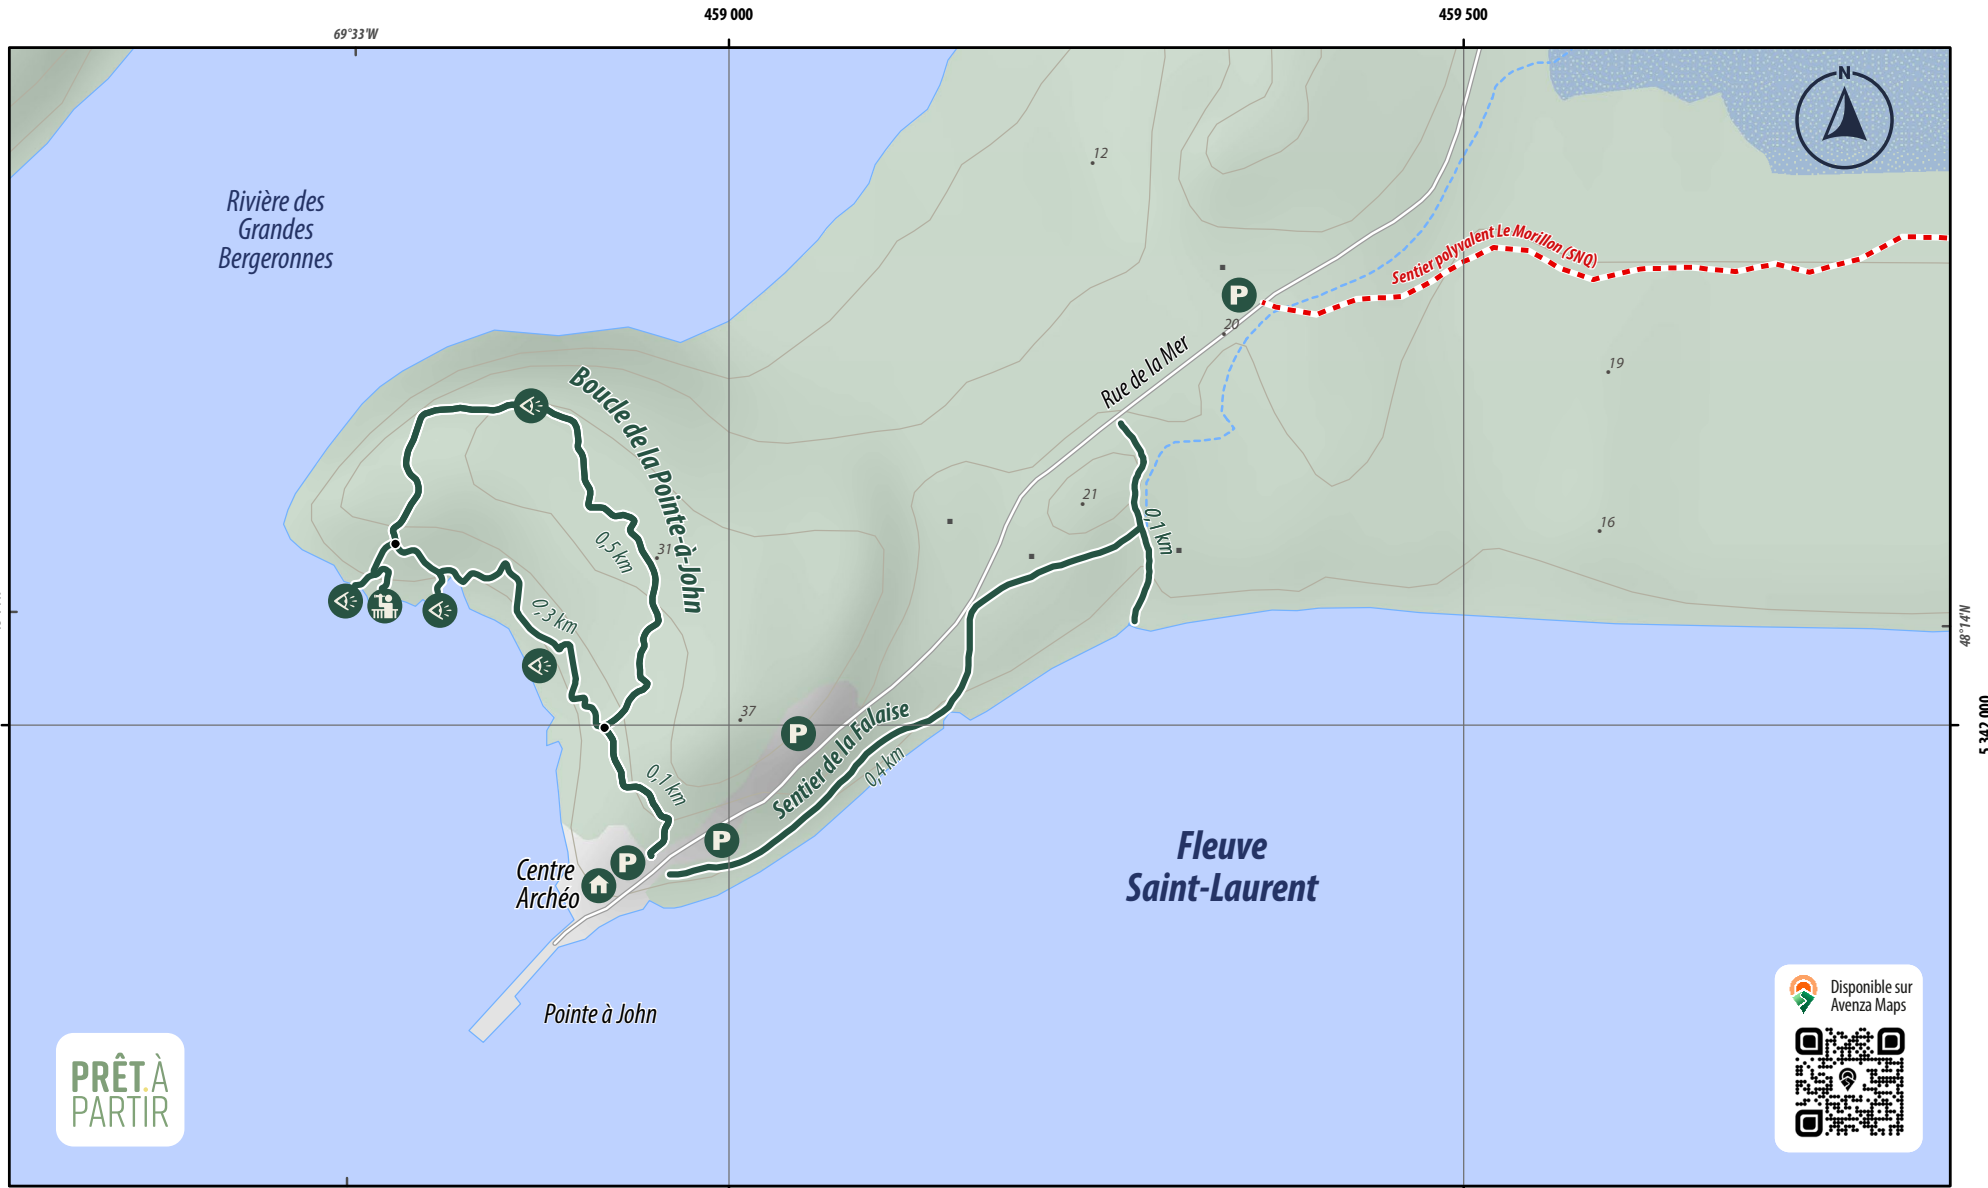 459 000
459 500
69°33'W
N
12
Rivière des
Grandes
Bergeronnes
Sentier polyvalent Le Morillon (SNQ)
P
20
Rue de la Mer
19
Boucle de la Pointe-à-John
21
0,1 km
16
0,5 km
31
0,3 km
48°14'N
37
P
5 342 000
Sentier de la Falaise
0,4 km
0,1 km
P
P
Centre
Archéo
Fleuve
Saint-Laurent
Pointe à John
Disponible sur
Avenza Maps
PRÊT.À
PARTIR